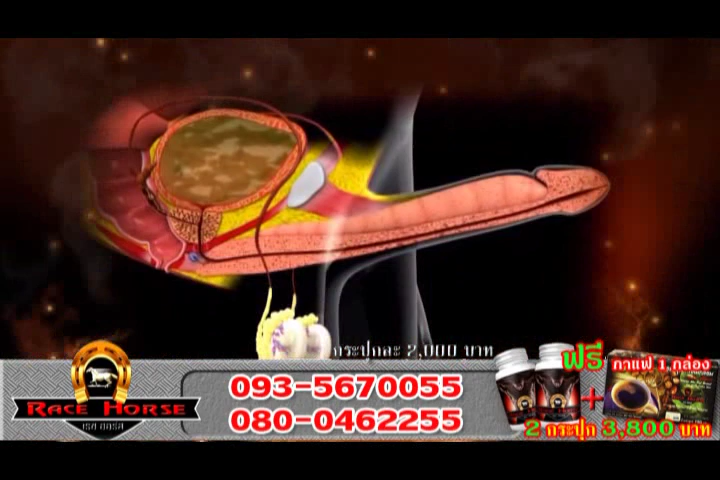 กระปุกละ 2,000 บาท
RACE HORSE
เรซ ฮอร์ส
093-5670055
080-0462255
ฟรี กาแฟ 1 กล่อง
+
2 กระปุก 3,800 บาท